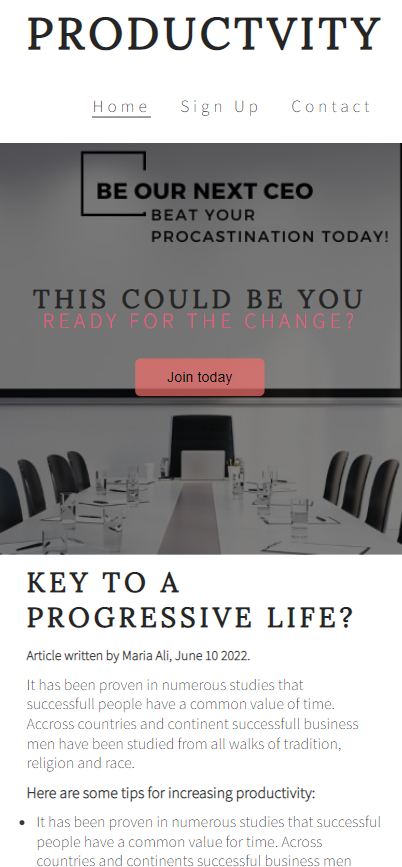 PRODUCTVITY
Home Sign Up Contact
BE OUR NEXT CEO
BEAT YOUR
PROCASTINATION TODAY!
THIS COULD BE YOU
READY FOR THE CHANGE?
Join today
KEY TO A
PROGRESSIVE LIFE?
Article written by Maria Ali, June 10 2022.
It has been proven in numerous studies that
successfull people have a common value of time.
Accross countries and continent successfull business
men have been studied from all walks of tradition,
religion and race.
Here are some tips for increasing productivity:
• It has been proven in numerous studies that successful
people have a common value for time. Across
countries and continents successful business men